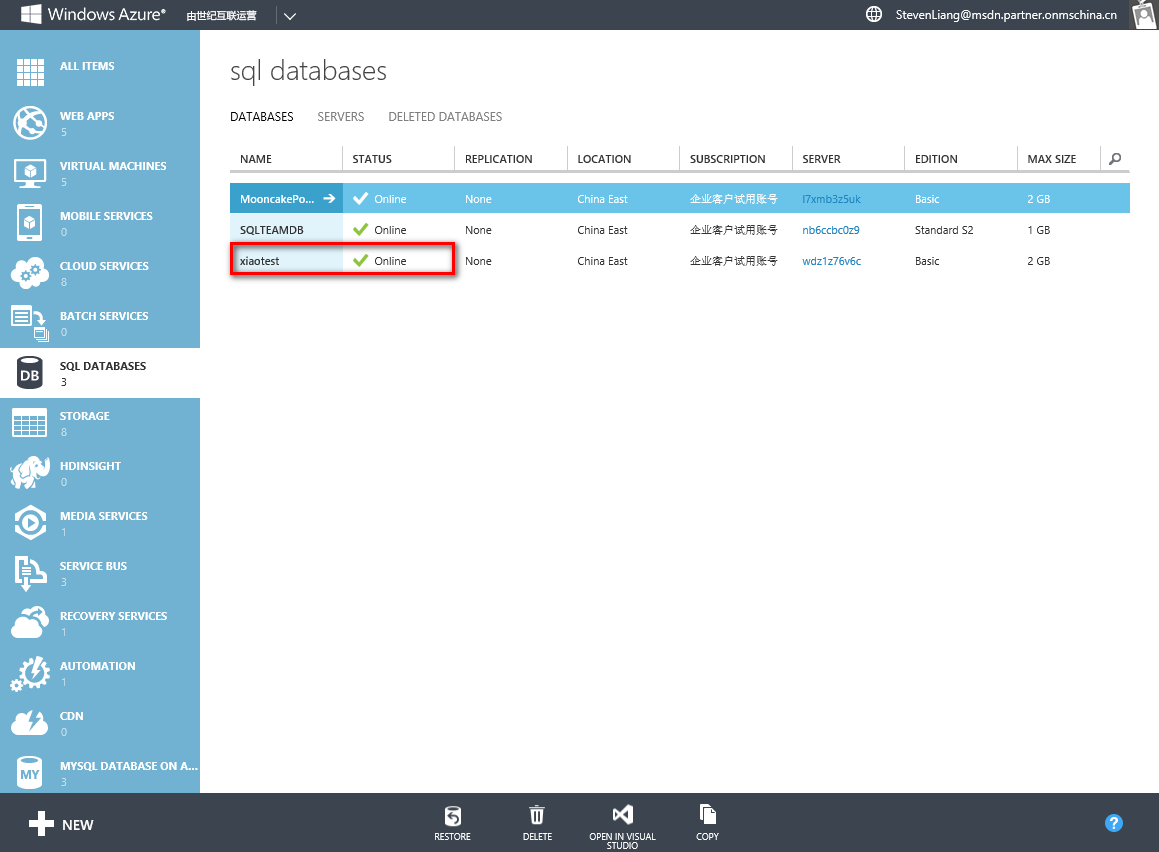 Windows Azure® 由世纪互联运营
StevenLiang@msdn.partner.onmschina.cn
ALL ITEMS
WEB APPS
5
VIRTUAL MACHINES
5
MOBILE SERVICES
0
CLOUD SERVICES
8
BATCH SERVICES
0
DB
SQL DATABASES
3
STORAGE
8
HDINSIGHT
0
MEDIA SERVICES
1
SERVICE BUS
3
RECOVERY SERVICES
1
AUTOMATION
1
CDN
0
MY
MYSQL DATABASE ON A...
3
sql databases
DATABASES SERVERS DELETED DATABASES
NAME STATUS REPLICATION LOCATION SUBSCRIPTION SERVER EDITION MAX SIZE
MooncakePo... Online None China East 企业客户试用账号 l7xmb3z5uk Basic 2 GB
SQLTEAMDB Online None China East 企业客户试用账号 nb6ccbc0z9 Standard S2 1 GB
xiaotest Online None China East 企业客户试用账号 wdz1z76v6c Basic 2 GB
NEW
RESTORE
DELETE
OPEN IN VISUAL
STUDIO
COPY
?